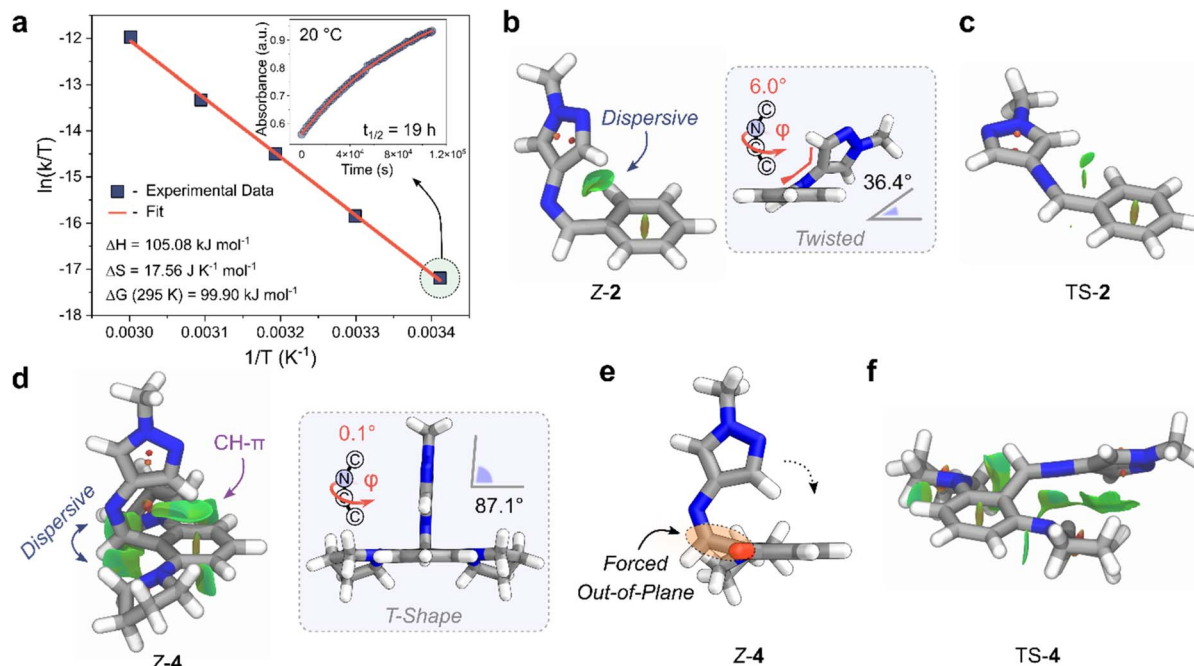 a
ln(k/T)
-12
-13
-14
-15
-16
-17
-18
0.0030
0.0031
0.0032
0.0033
0.0034
1/T (K⁻¹)
Absorbance (a.u.)
0.9
0.8
0.7
0.6
20 °C
t1/2 = 19 h
0
4×10⁴
8×10⁴
1.2×10⁵
Time (s)
- Experimental Data
- Fit
ΔH = 105.08 kJ mol⁻¹
ΔS = 17.56 J K⁻¹ mol⁻¹
ΔG (295 K) = 99.90 kJ mol⁻¹
b
Dispersive
Z-2
6.0°
C
N
C
C
φ
36.4°
Twisted
c
TS-2
d
CH-π
Dispersive
Z-4
0.1°
C
N
C
C
φ
87.1°
T-Shape
e
Forced
Out-of-Plane
Z-4
f
TS-4